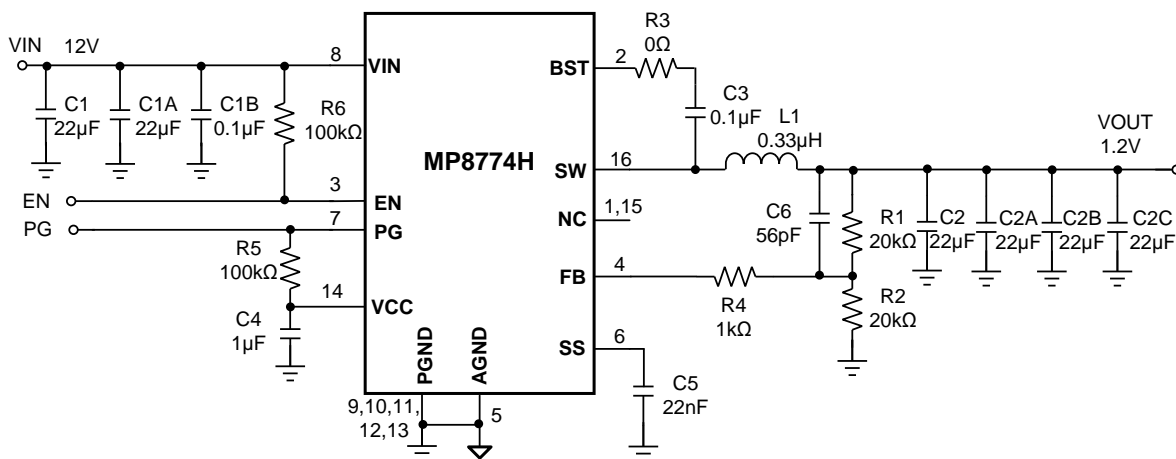 VIN
12V
8
VIN
C1
22µF
C1A
22µF
C1B
0.1µF
R6
100kΩ
EN
3
EN
PG
7
PG
R5
100kΩ
14
VCC
C4
1µF
MP8774H
PGND
AGND
9,10,11,
12,13
5
BST
2
R3
0Ω
C3
0.1µF
L1
0.33µH
SW
16
NC
1,15
VOUT
1.2V
C6
56pF
R1
20kΩ
C2
22µF
C2A
22µF
C2B
22µF
C2C
22µF
FB
4
R4
1kΩ
R2
20kΩ
SS
6
C5
22nF